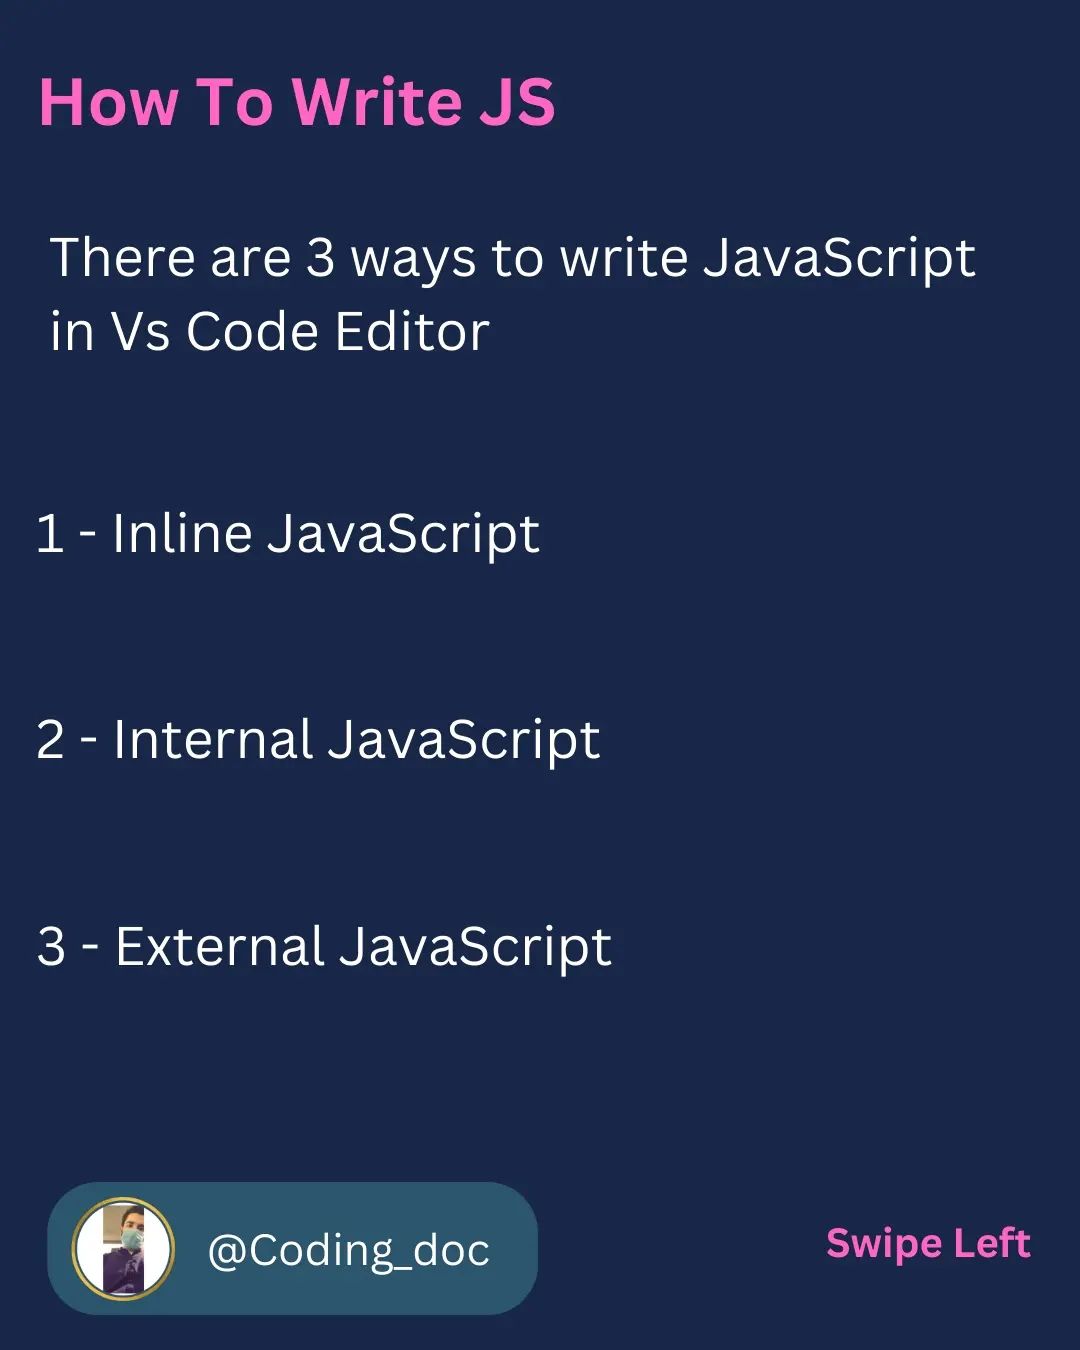 How To Write JS
There are 3 ways to write JavaScript
in Vs Code Editor
1 - Inline JavaScript
2 - Internal JavaScript
3 - External JavaScript
@Coding_doc
Swipe Left